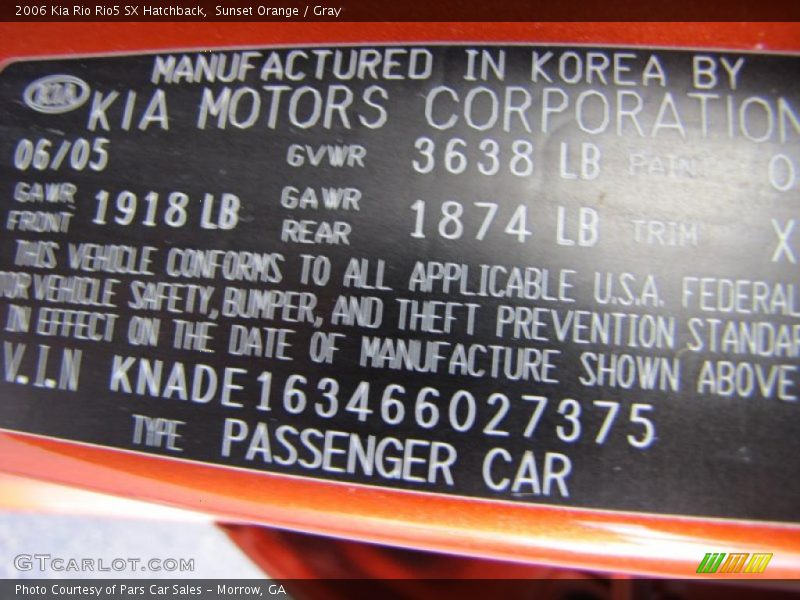 2006 Kia Rio Rio5 SX Hatchback,  Sunset Orange / Gray
MANUFACTURED IN KOREA BY
KIA KIA MOTORS CORPORATION
06/05 GVWR 3638 LB PAINT
GAWR FRONT 1918 LB GAWR REAR 1874 LB TRIM X
THIS VEHICLE CONFORMS TO ALL APPLICABLE U.S.A. FEDERAL
VEHICLE SAFETY, BUMPER, AND THEFT PREVENTION STANDAR
IN EFFECT ON THE DATE OF MANUFACTURE SHOWN ABOVE
V.I.N KNADE163466027375
TYPE PASSENGER CAR
GTCARLOT.COM
Photo Courtesy of Pars Car Sales - Morrow, GA